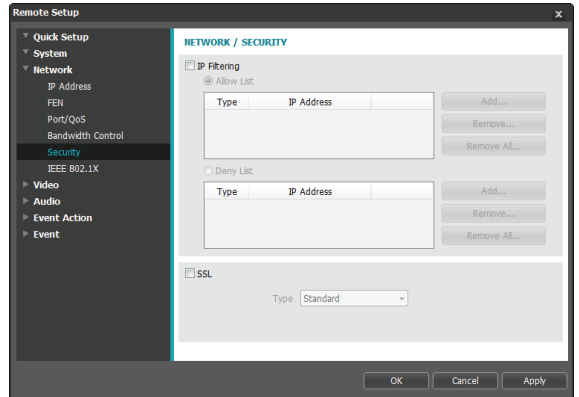 Remote Setup
x
Quick Setup
System
Network
IP Address
FEN
Port/QoS
Bandwidth Control
Security
IEEE 802.1X
Video
Audio
Event Action
Event
NETWORK / SECURITY
IP Filtering
Allow List
Type IP Address
Add...
Remove...
Remove All...
Deny List
Type IP Address
Add...
Remove...
Remove All...
SSL
Type Standard
OK Cancel Apply